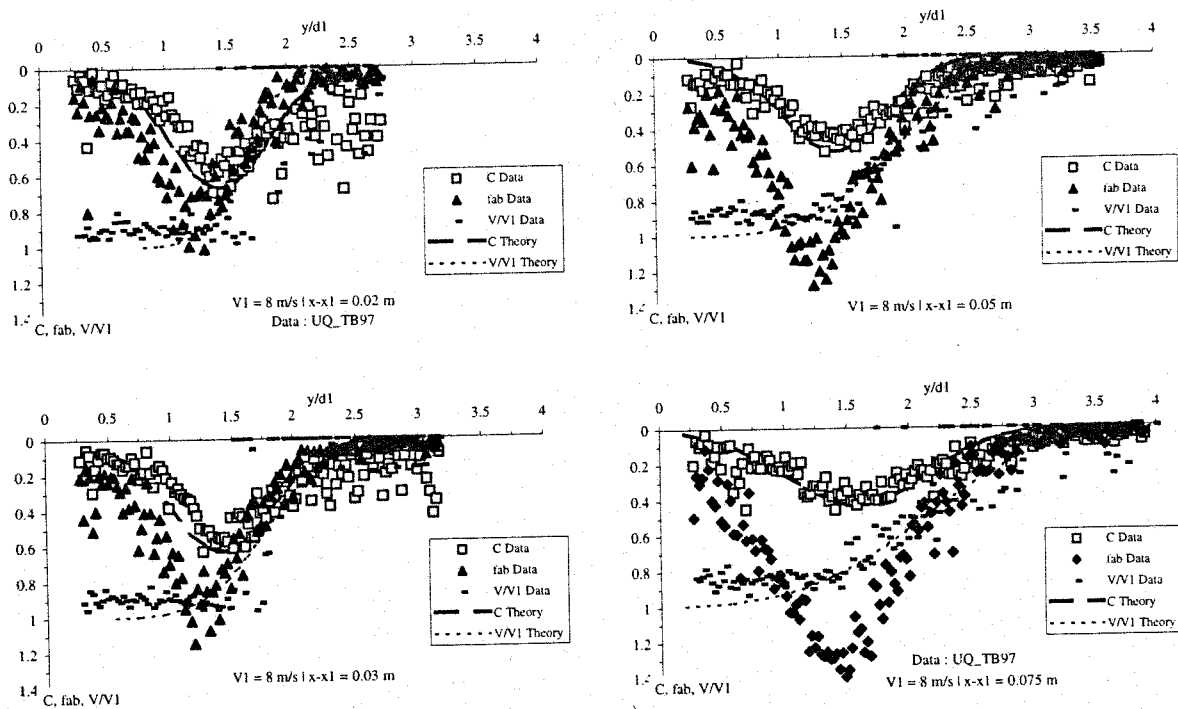 y/d1
0 0.5 1 1.5 2 2.5 3 3.5 4
0
0.2
0.4
0.6
0.8
1
1.2
1.4
C Data
fab Data
V/V1 Data
C Theory
V/V1 Theory
V1 = 8 m/s | x-x1 = 0.02 m
Data : UQ_TB97
C, fab, V/V1
y/d1
0 0.5 1 1.5 2 2.5 3 3.5 4
0
0.2
0.4
0.6
0.8
1
1.2
1.4
C Data
fab Data
V/V1 Data
C Theory
V/V1 Theory
V1 = 8 m/s | x-x1 = 0.05 m
C, fab, V/V1
y/d1
0 0.5 1 1.5 2 2.5 3 3.5 4
0
0.2
0.4
0.6
0.8
1
1.2
1.4
C Data
fab Data
V/V1 Data
C Theory
V/V1 Theory
V1 = 8 m/s | x-x1 = 0.03 m
C, fab, V/V1
y/d1
0 0.5 1 1.5 2 2.5 3 3.5 4
0
0.2
0.4
0.6
0.8
1
1.2
1.4
C Data
fab Data
V/V1 Data
C Theory
V/V1 Theory
Data : UQ_TB97
V1 = 8 m/s | x-x1 = 0.075 m
C, fab, V/V1